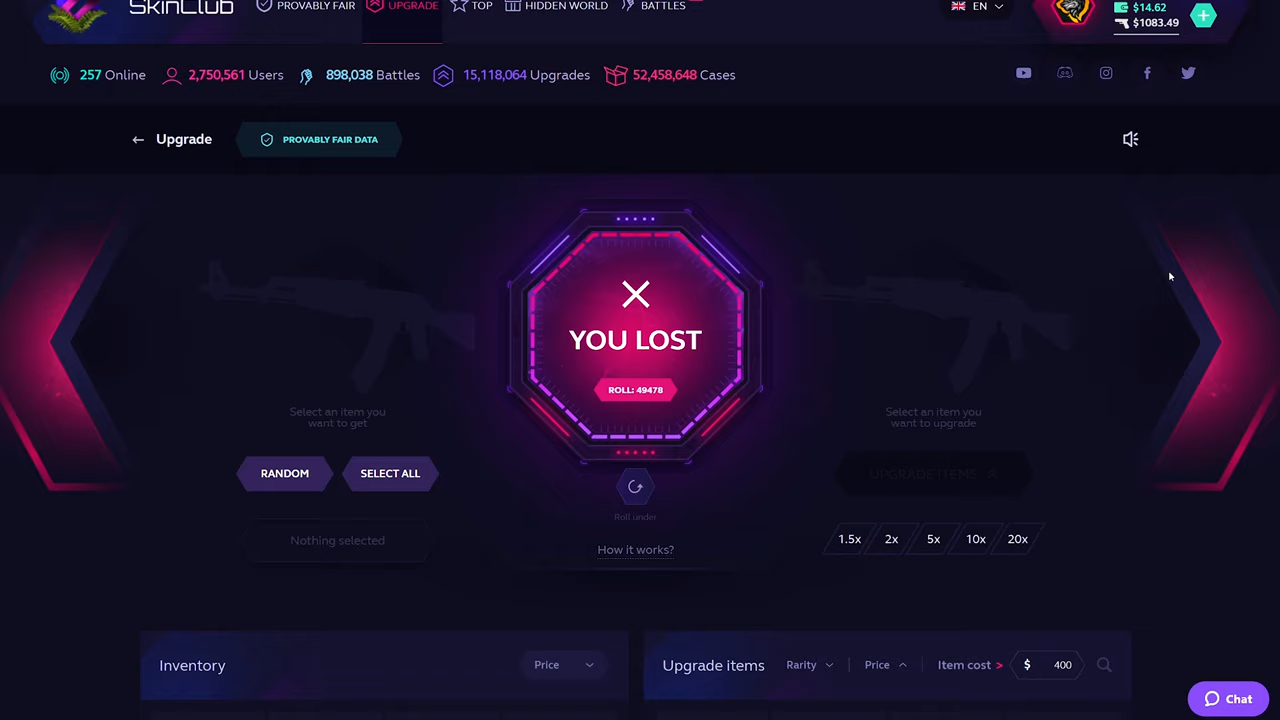 SkinClub
PROVABLY FAIR
UPGRADE
TOP
HIDDEN WORLD
BATTLES
EN
$14.62
$1083.49
257 Online
2,750,561 Users
898,038 Battles
15,118,064 Upgrades
52,458,648 Cases
Upgrade
PROVABLY FAIR DATA
YOU LOST
ROLL: 49478
Select an item you
want to get
RANDOM
SELECT ALL
Nothing selected
Roll under
How it works?
Select an item you
want to upgrade
UPGRADE ITEMS
1.5x
2x
5x
10x
20x
Inventory
Price
Upgrade items
Rarity
Price
Item cost >
$ 400
Chat